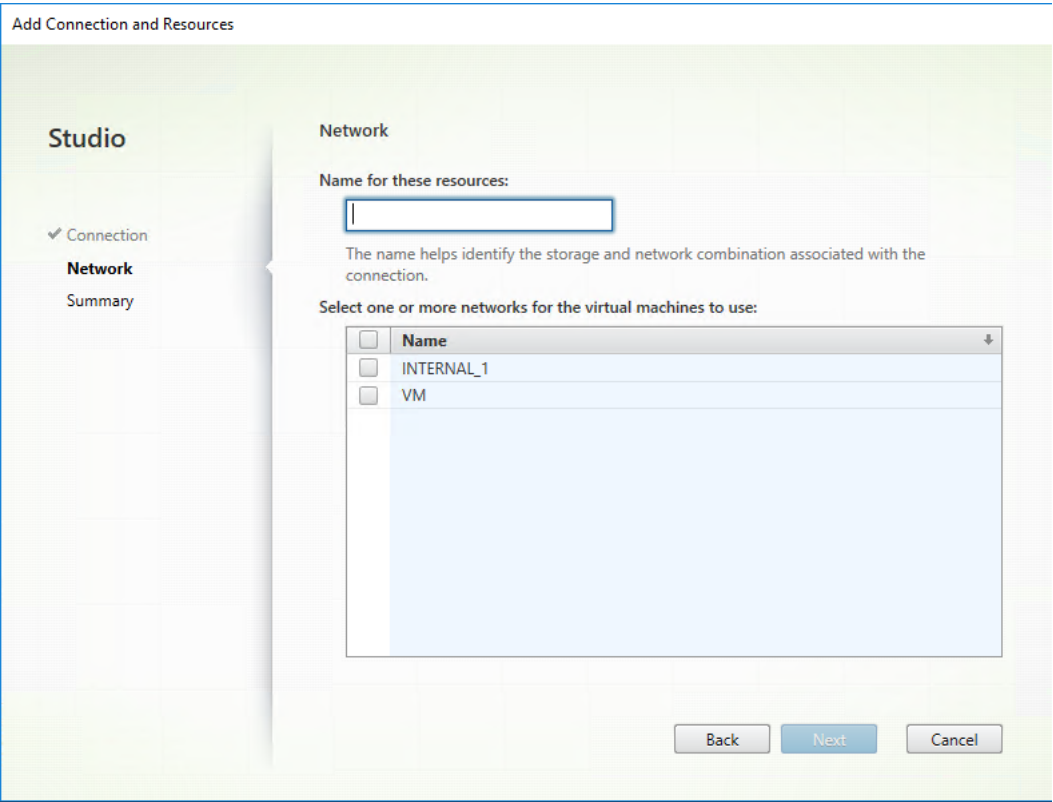 Add Connection and Resources
Studio
Connection
Network
Summary
Network
Name for these resources:
The name helps identify the storage and network combination associated with the
connection.
Select one or more networks for the virtual machines to use:
Name
INTERNAL_1
VM
Back
Next
Cancel